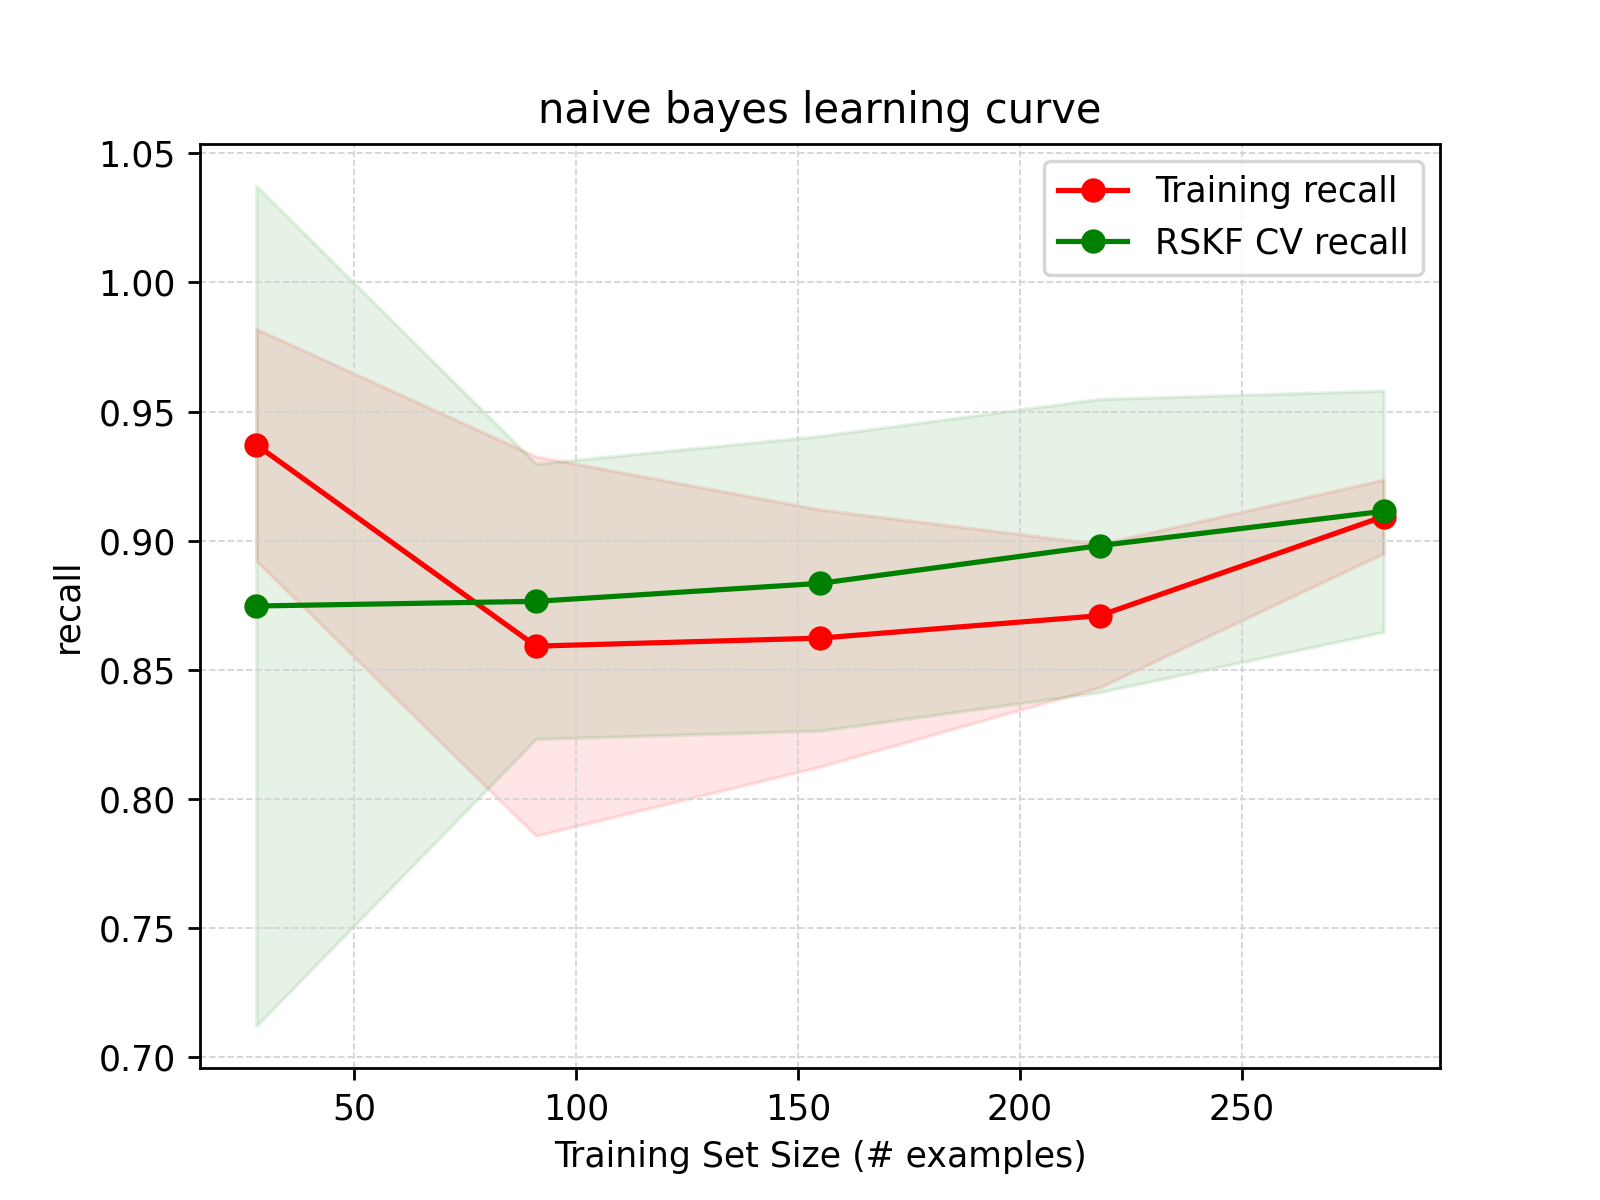 naive bayes learning curve
Training recall
RSKF CV recall
1.05
1.00
0.95
0.90
0.85
0.80
0.75
0.70
recall
50 100 150 200 250
Training Set Size (# examples)